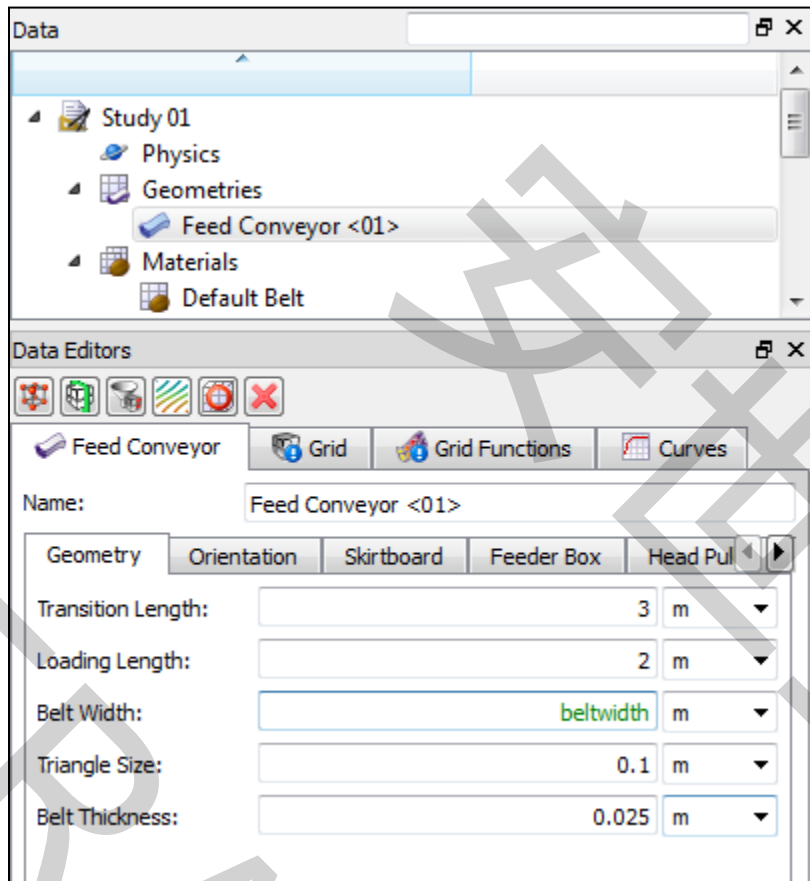 Data
Study 01
Physics
Geometries
Feed Conveyor <01>
Materials
Default Belt
Data Editors
Feed Conveyor Grid Grid Functions Curves
Name: Feed Conveyor <01>
Geometry Orientation Skirtboard Feeder Box Head Pul
Transition Length: 3 m
Loading Length: 2 m
Belt Width: beltwidth m
Triangle Size: 0.1 m
Belt Thickness: 0.025 m